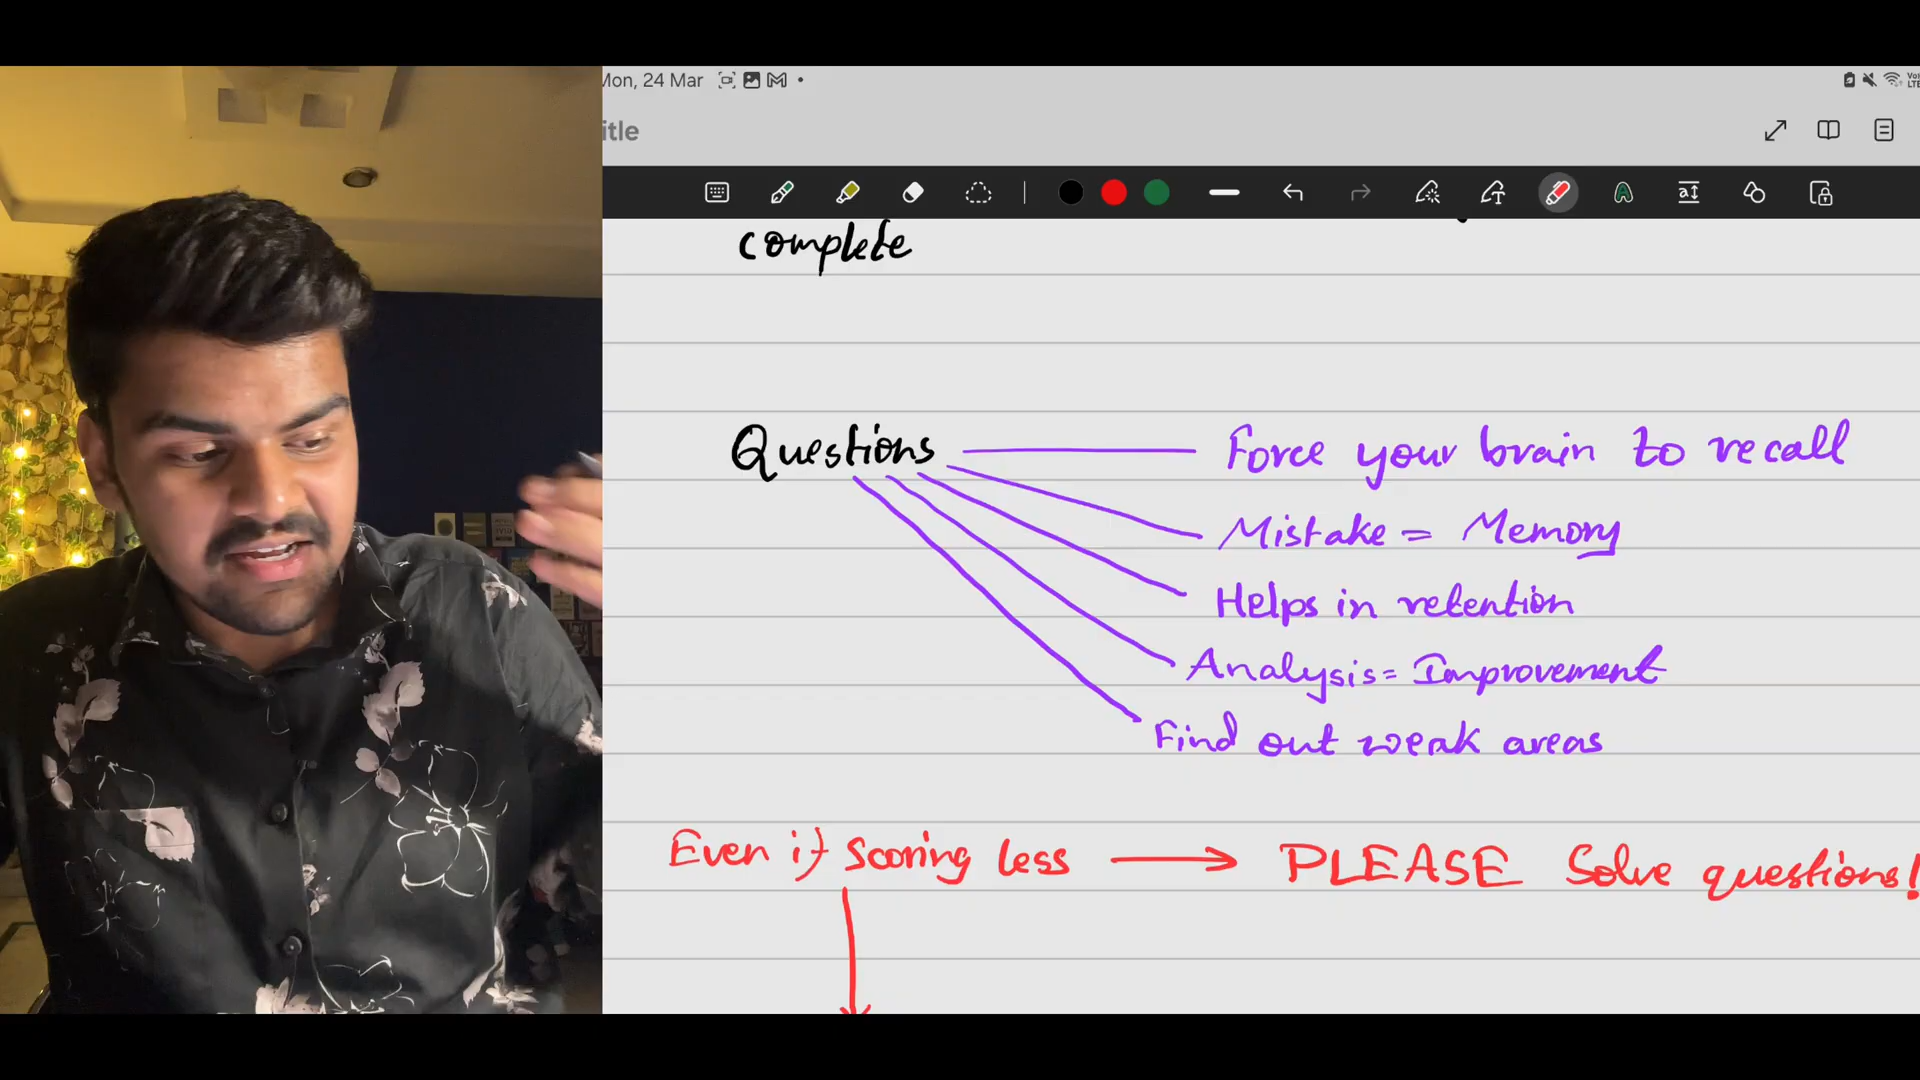 Mon, 24 Mar
itle
complete
Questions
Force your brain to recall
Mistake = Memory
Helps in retention
Analysis = Improvement
Find out weak areas
Even if scoring less → PLEASE Solve questions!